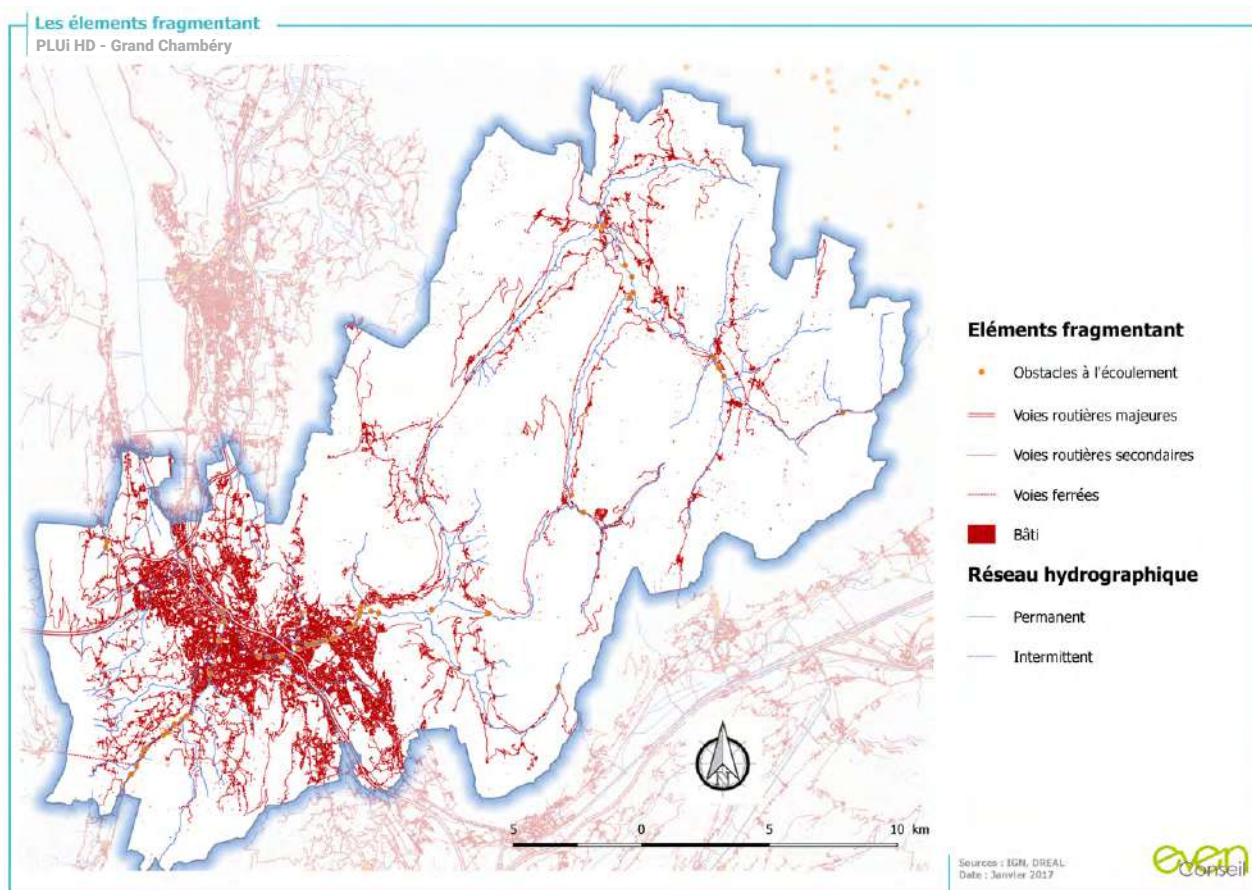 Les élements fragmentant
PLUi HD - Grand Chambéry
Eléments fragmentant
Obstacles à l'écoulement
Voies routières majeures
Voies routières secondaires
Voies ferrées
Bâti
Réseau hydrographique
Permanent
Intermittent
N
5 0 5 10 km
Sources : IGN, DREAL
Date : Janvier 2017
even
Conseil